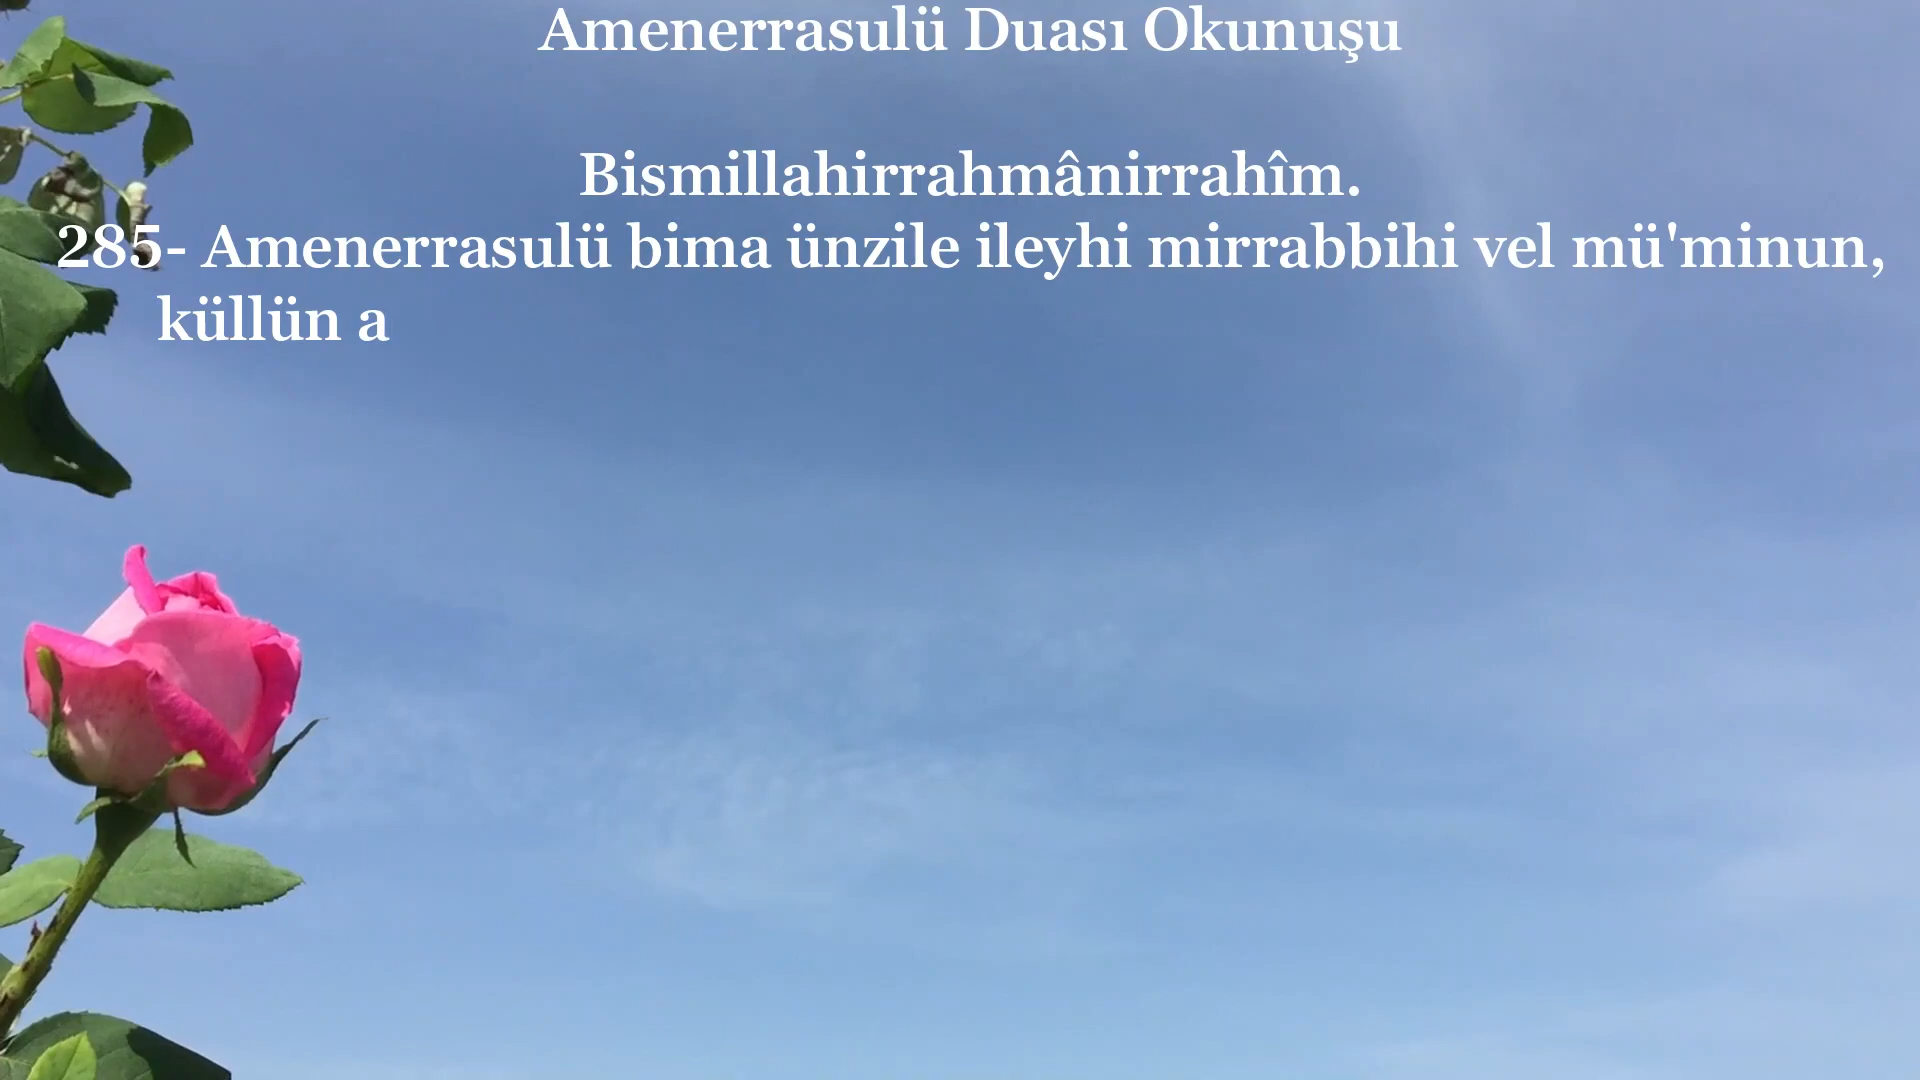 Amenerrasulü Duası Okunuşu
Bismillahirrahmânirrahîm.
285- Amenerrasulü bima ünzile ileyhi mirrabbihi vel mü'minun,
küllün a